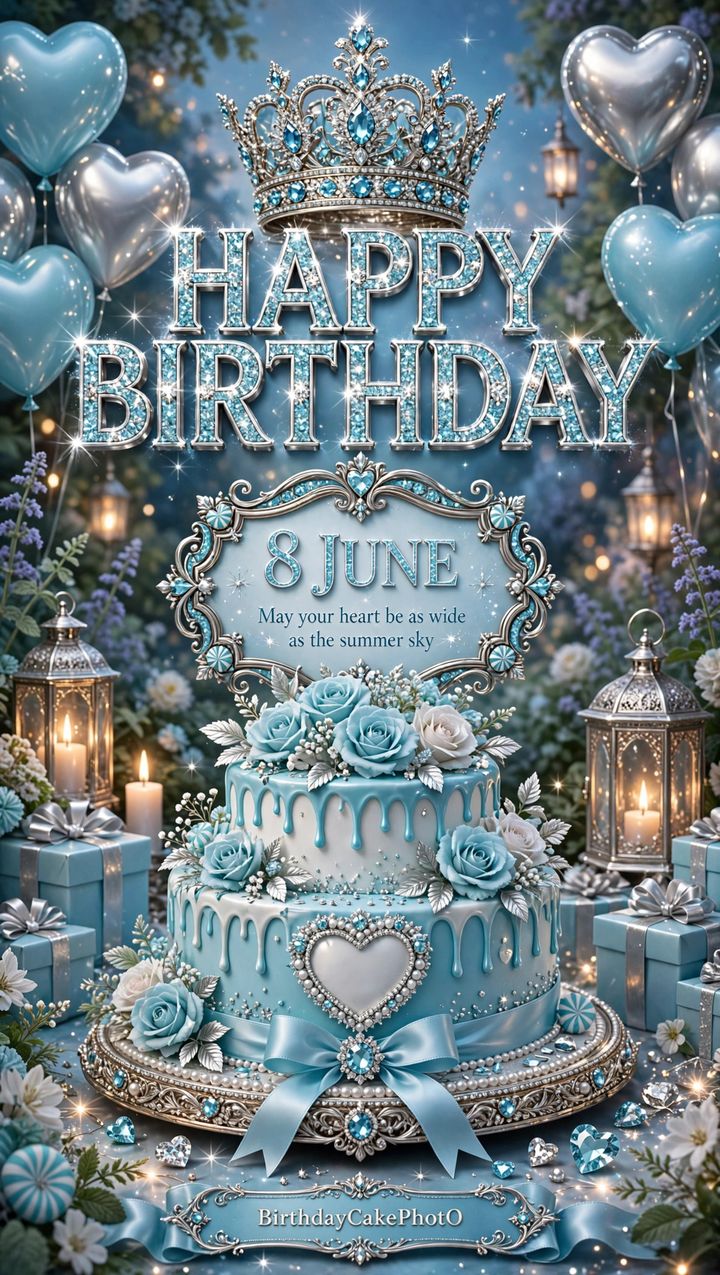 HAPPY
BIRTHDAY
8 JUNE
May your heart be as wide
as the summer sky
BirthdayCakePhotO